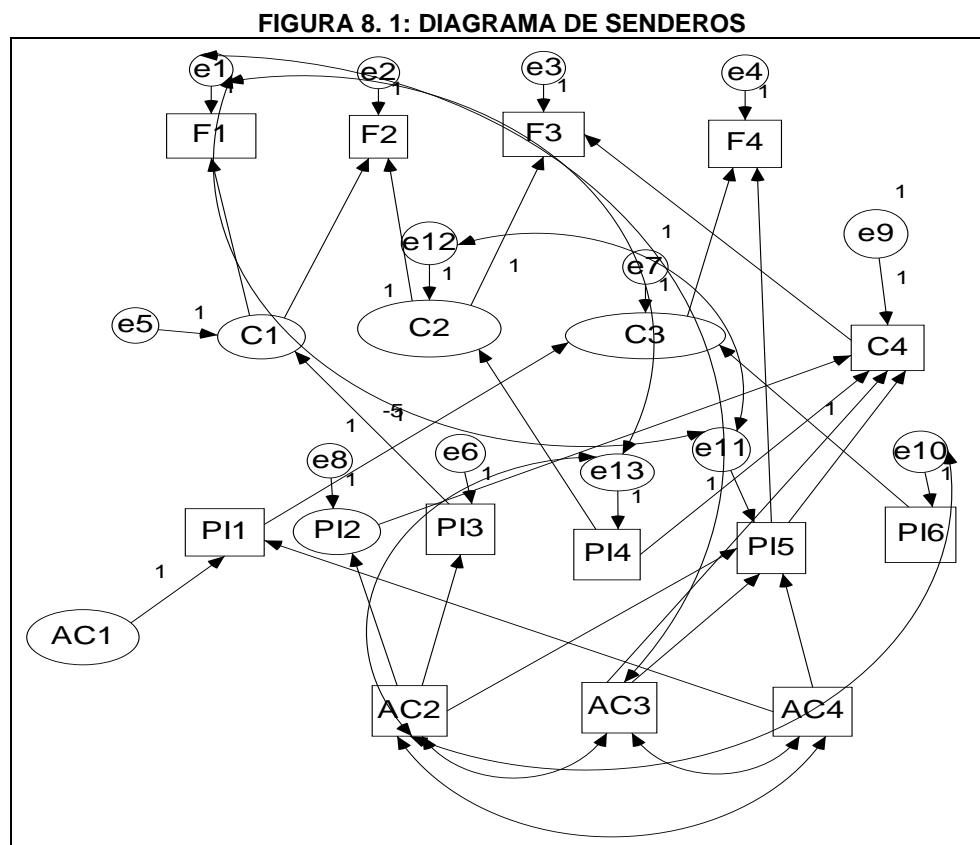 FIGURA 8. 1: DIAGRAMA DE SENDEROS
e1 e2 e3 e4
1 1 1 1
F1 F2 F3 F4
1
e12 1 e7 e9
1 1 1 1
e5 1 C1 1 C2 C3 C4
-5 1
1 1
e8 e6 e13 e11 e10
1 1 1 1 1
PI1 PI2 PI3 PI4 PI5 PI6
1
AC1
AC2 AC3 AC4